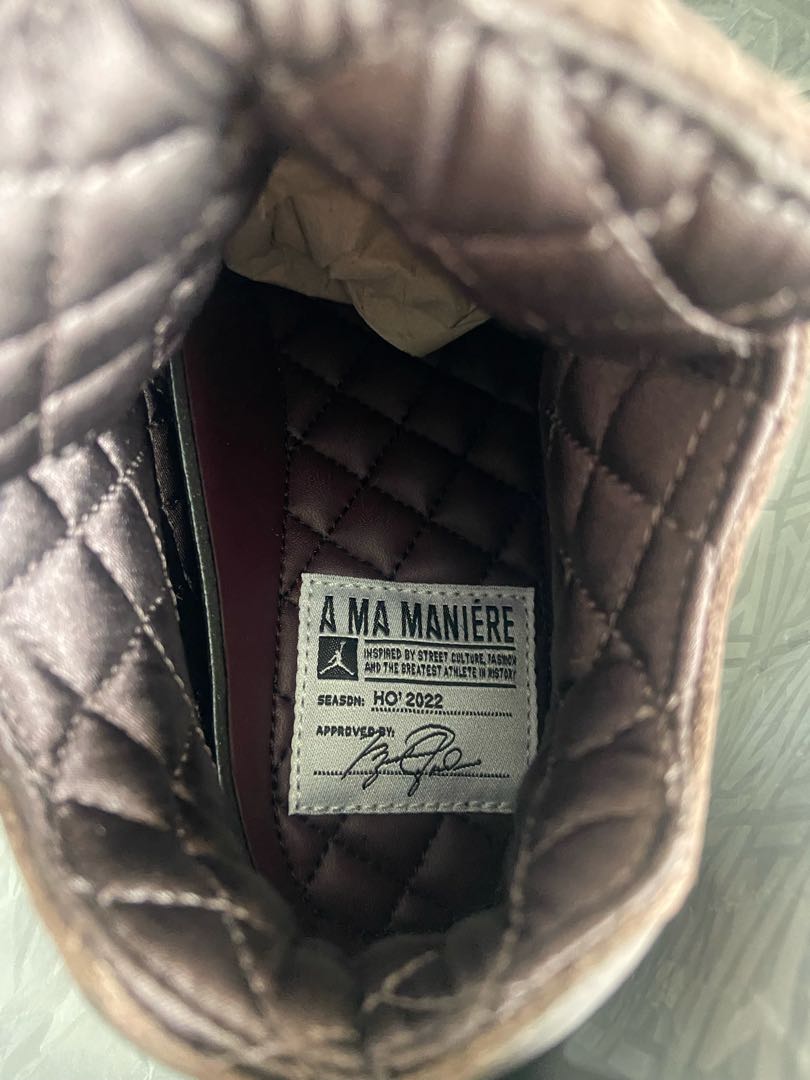 A MA MANIÉRE
INSPIRED BY STREET CULTURE, FASHION
AND THE GREATEST ATHLETE IN HISTORY
SEASON: HO' 2022
APPROVED BY: